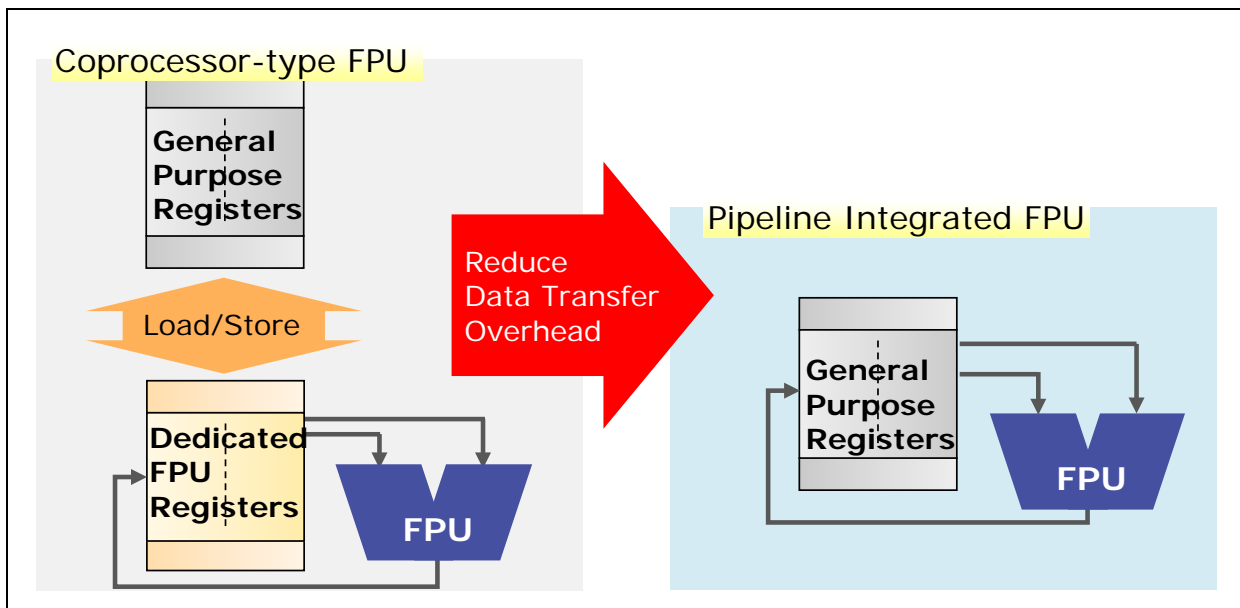 Coprocessor-type FPU
General
Purpose
Registers
Load/Store
Dedicated
FPU
Registers
FPU
Reduce
Data Transfer
Overhead
Pipeline Integrated FPU
General
Purpose
Registers
FPU